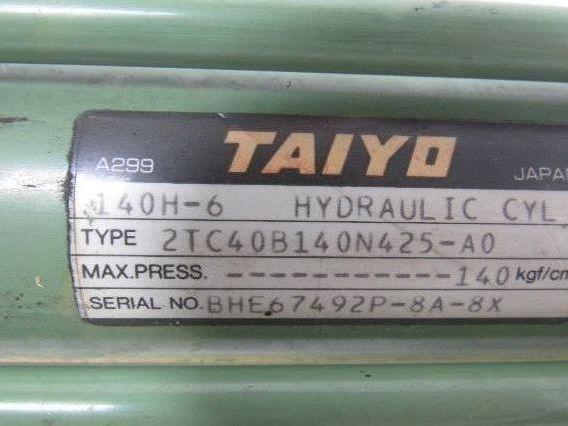 TAIYO
A299 JAPAN
140H-6 HYDRAULIC CYL
TYPE 2TC40B140N425-A0
MAX.PRESS. -----------140 kgf/cm
SERIAL NO. BHE67492P-8A-8X